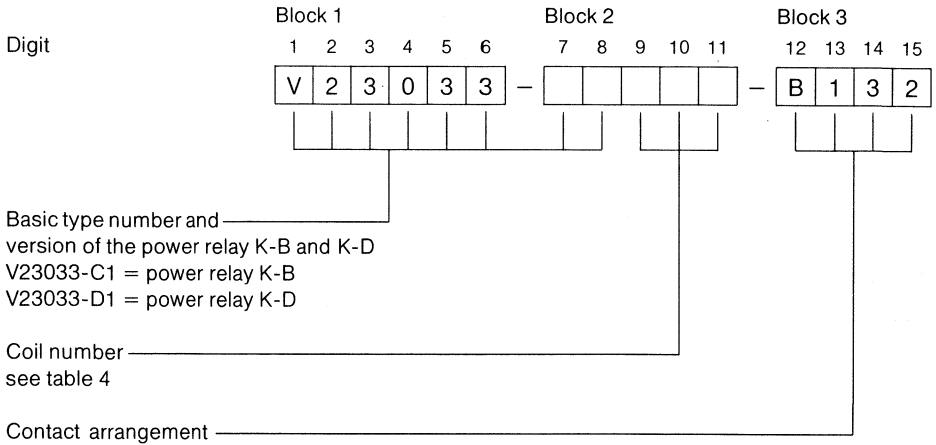 Block 1 Block 2 Block 3
Digit 1 2 3 4 5 6 7 8 9 10 11 12 13 14 15
V 2 3 0 3 3 – – B 1 3 2
Basic type number and
version of the power relay K-B and K-D
V23033-C1 = power relay K-B
V23033-D1 = power relay K-D
Coil number
see table 4
Contact arrangement